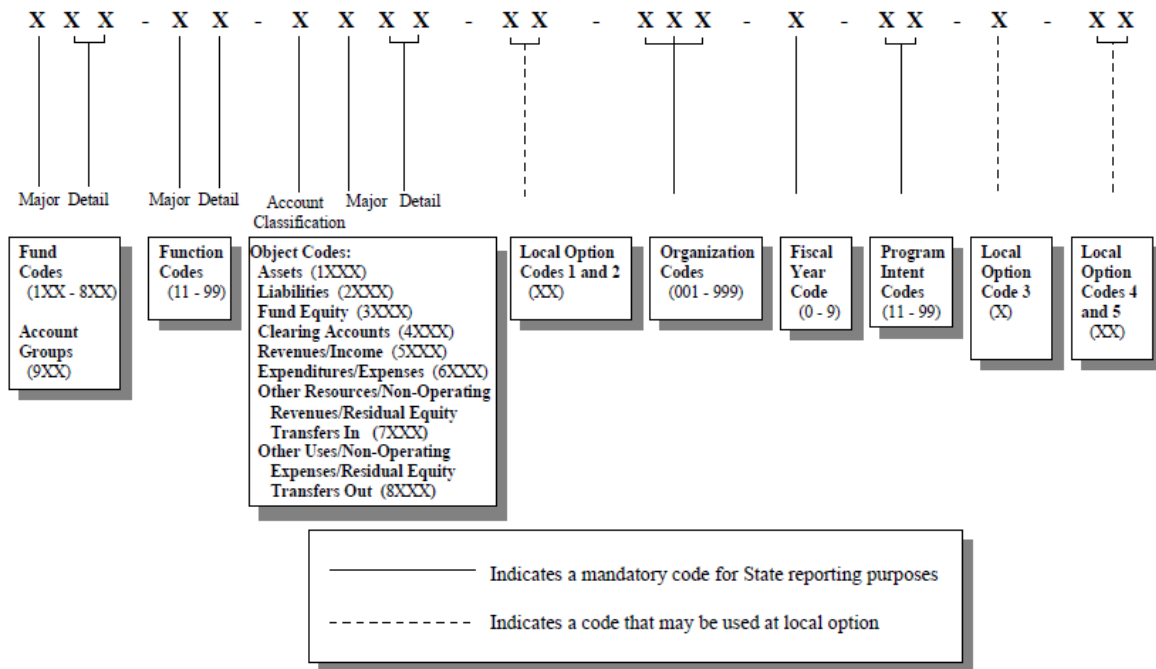 X X X - X X - X X X X - X X - X X X - X - X X - X - X X
Major Detail Major Detail Account Classification Major Detail
Fund
Codes
(1XX - 8XX)
Account
Groups
(9XX)
Function
Codes
(11 - 99)
Object Codes:
Assets (1XXX)
Liabilities (2XXX)
Fund Equity (3XXX)
Clearing Accounts (4XXX)
Revenues/Income (5XXX)
Expenditures/Expenses (6XXX)
Other Resources/Non-Operating
Revenues/Residual Equity
Transfers In (7XXX)
Other Uses/Non-Operating
Expenses/Residual Equity
Transfers Out (8XXX)
Local Option
Codes 1 and 2
(XX)
Organization
Codes
(001 - 999)
Fiscal
Year
Code
(0 - 9)
Program
Intent
Codes
(11 - 99)
Local
Option
Code 3
(X)
Local
Option
Codes 4
and 5
(XX)
Indicates a mandatory code for State reporting purposes
Indicates a code that may be used at local option